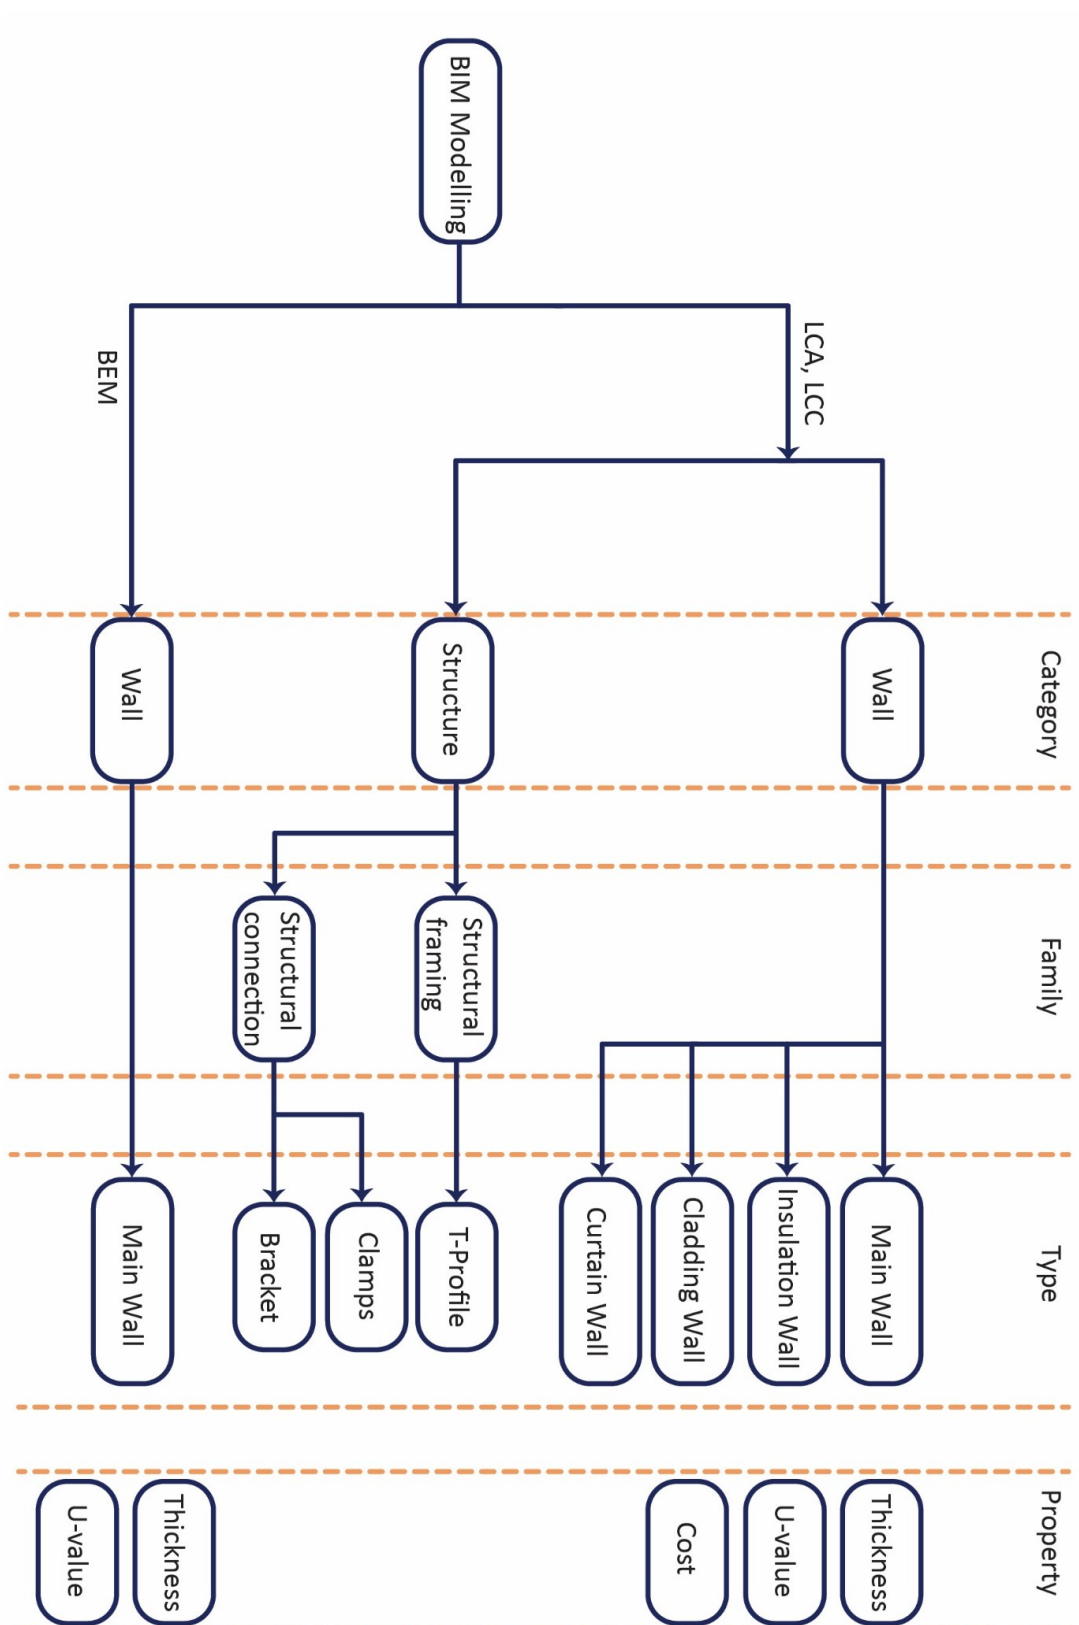 BIM Modelling
LCA, LCC
BEM
Category
Wall
Structure
Wall
Family
Structural
framing
Structural
connection
Type
Main Wall
Insulation Wall
Cladding Wall
Curtain Wall
T-Profile
Clamps
Bracket
Main Wall
Property
Thickness
U-value
Cost
Thickness
U-value